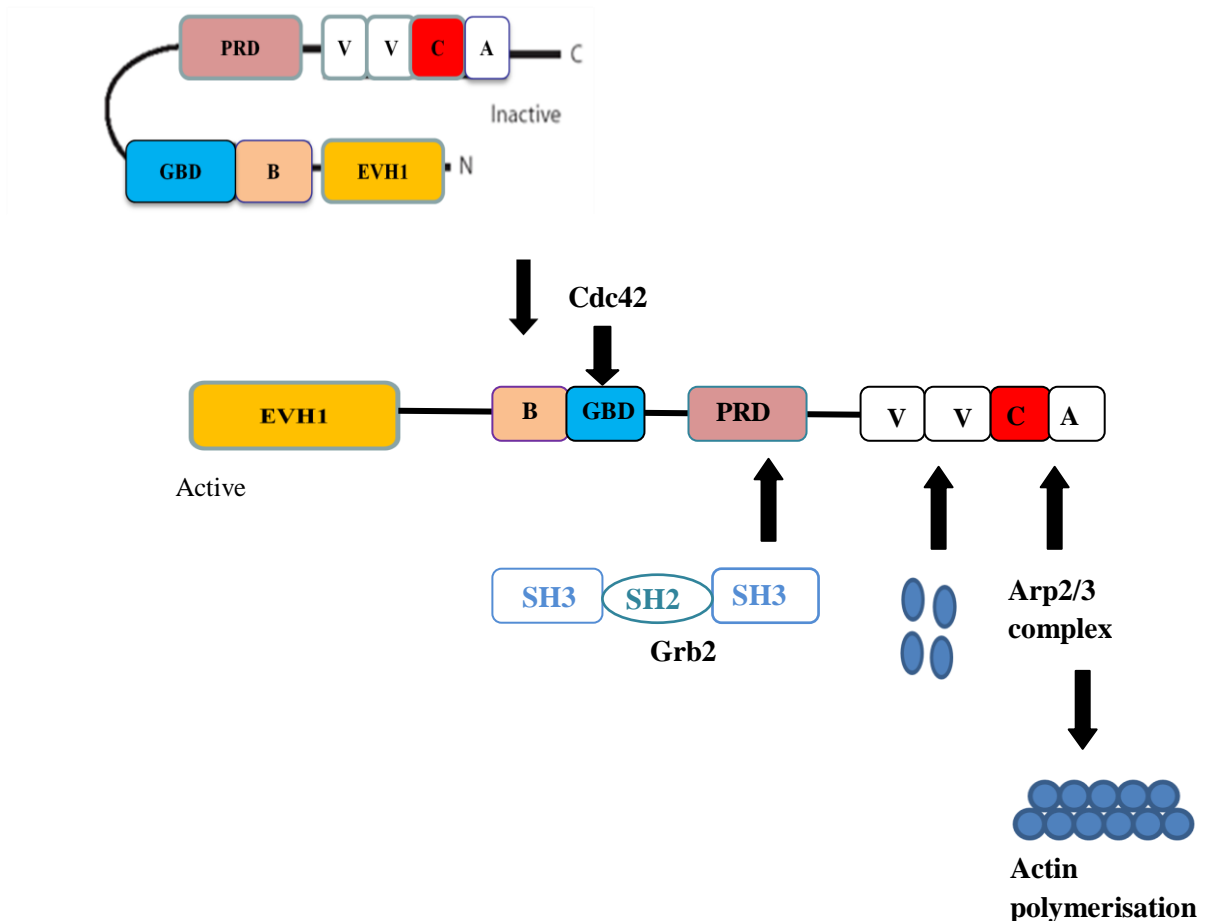 PRD V V C A C
Inactive
GBD B EVH1 N
Cdc42
EVH1 B GBD PRD V V C A
Active
SH3 SH2 SH3
Grb2
Arp2/3
complex
Actin
polymerisation